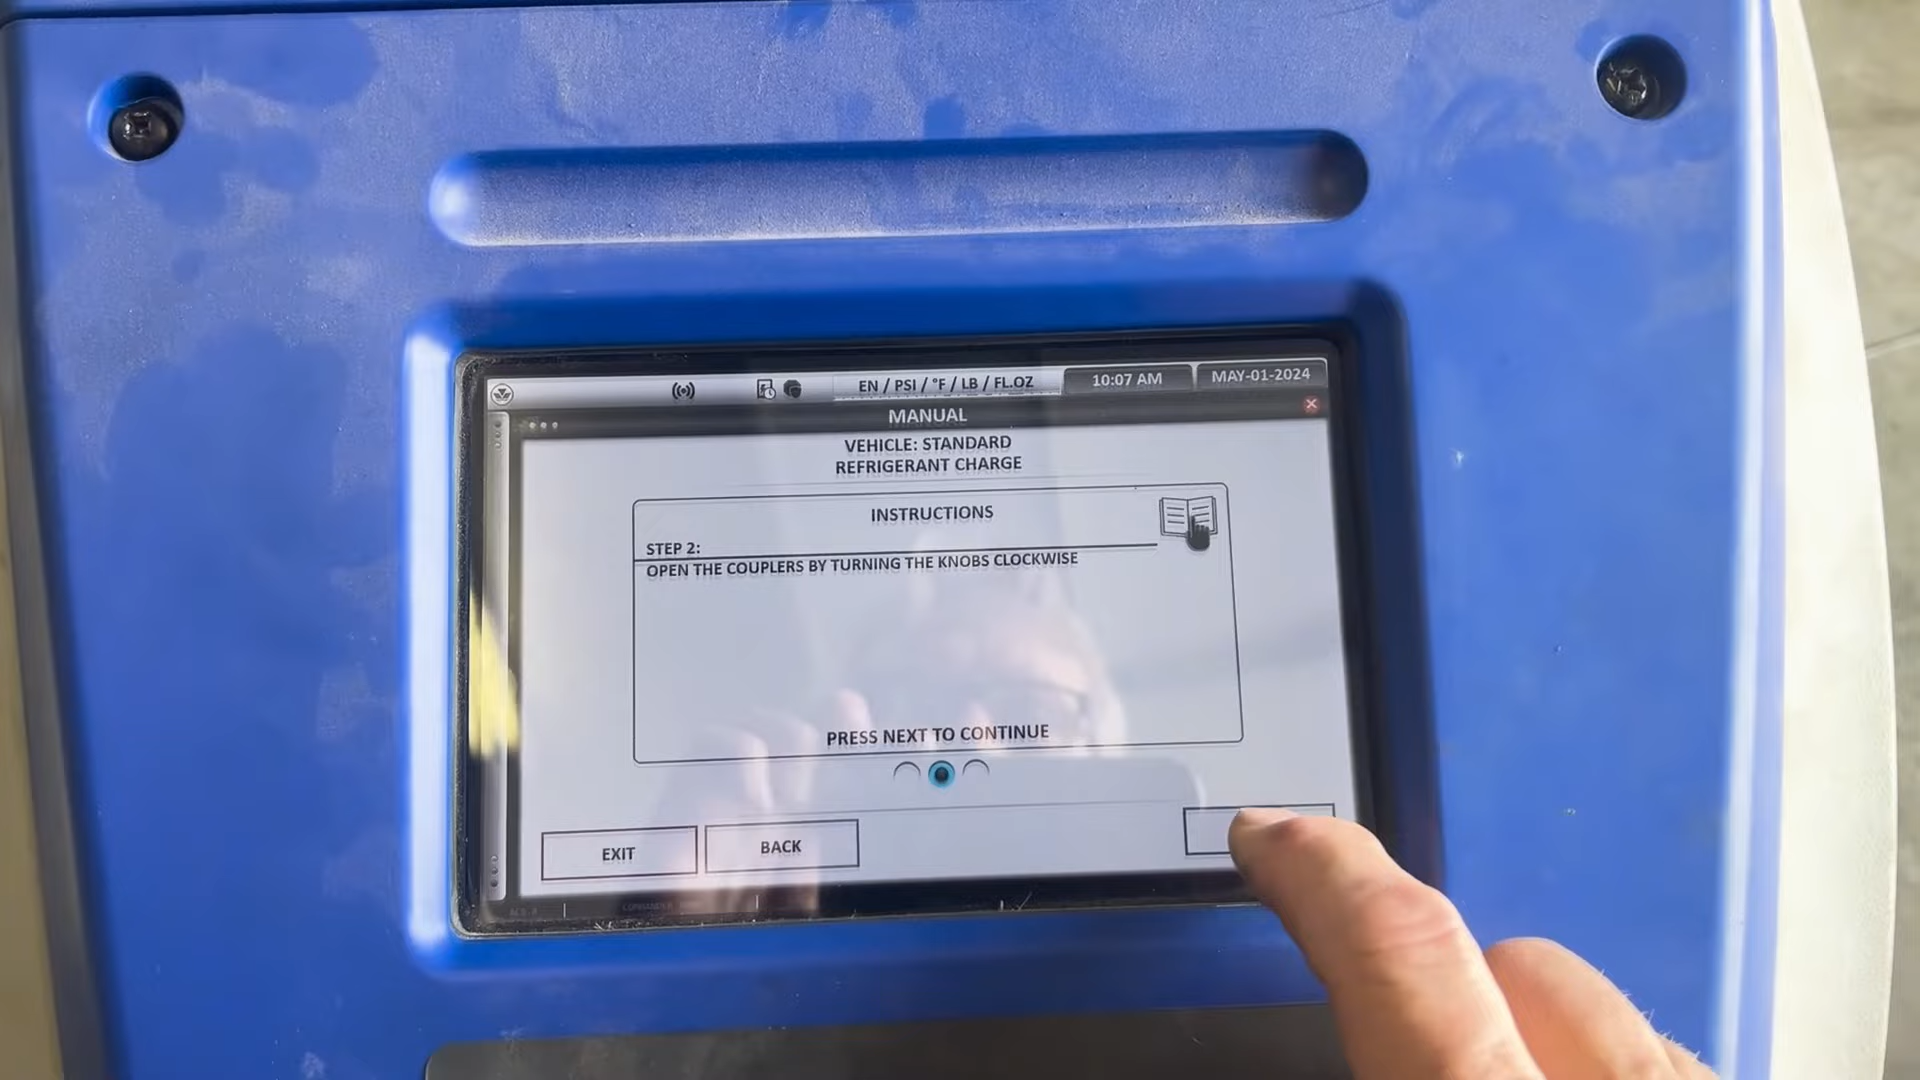 EN / PSI / °F / LB / FL.OZ
10:07 AM
MAY-01-2024
MANUAL
VEHICLE: STANDARD
REFRIGERANT CHARGE
INSTRUCTIONS
STEP 2:
OPEN THE COUPLERS BY TURNING THE KNOBS CLOCKWISE
PRESS NEXT TO CONTINUE
EXIT
BACK